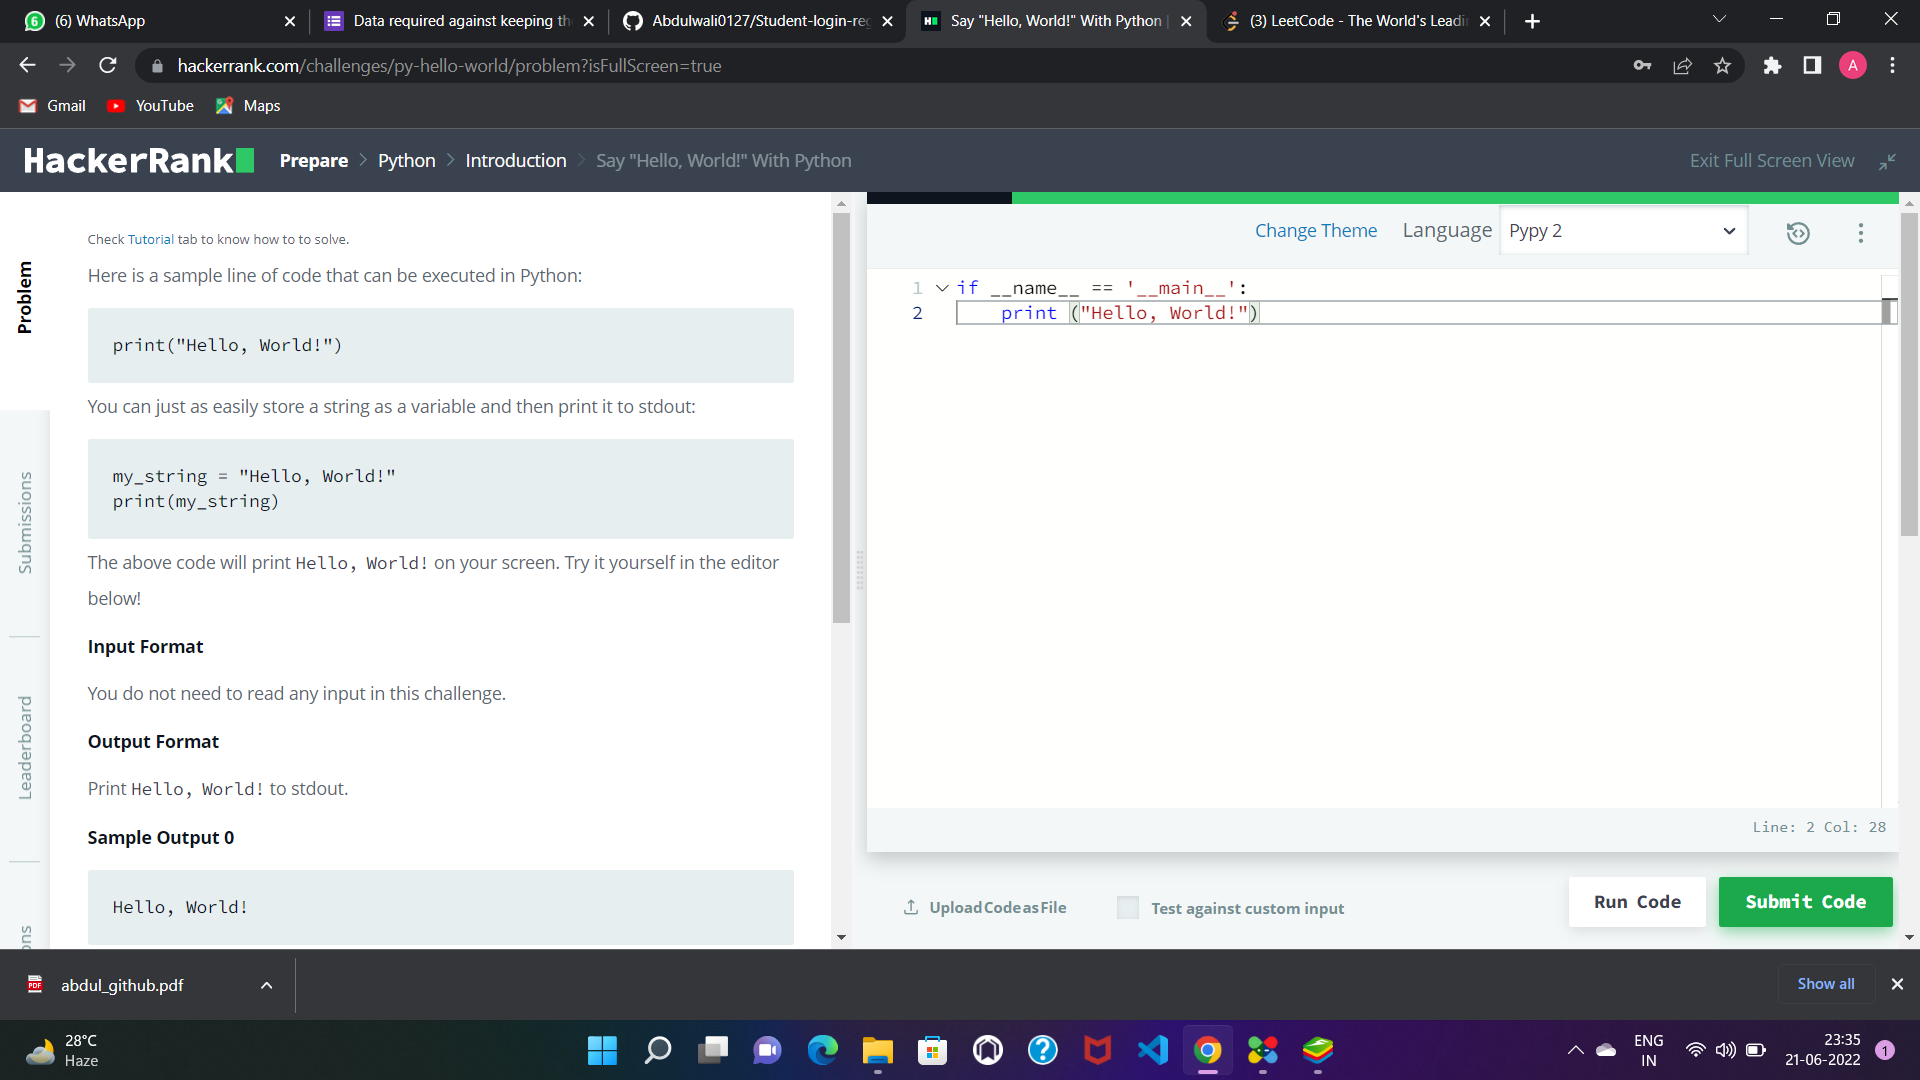 (6) WhatsApp
Data required against keeping th
Abdulwali0127/Student-login-reg
Say "Hello, World!" With Python |
(3) LeetCode - The World's Leadi
hackerrank.com/challenges/py-hello-world/problem?isFullScreen=true
A
Gmail
YouTube
Maps
HackerRank
Prepare > Python > Introduction > Say "Hello, World!" With Python
Exit Full Screen View
Problem
Submissions
Leaderboard
ons
Check Tutorial tab to know how to to solve.
Here is a sample line of code that can be executed in Python:
print("Hello, World!")
You can just as easily store a string as a variable and then print it to stdout:
my_string = "Hello, World!"
print(my_string)
The above code will print Hello, World! on your screen. Try it yourself in the editor
below!
Input Format
You do not need to read any input in this challenge.
Output Format
Print Hello, World! to stdout.
Sample Output 0
Hello, World!
Change Theme
Language
Pypy 2
1 if __name__ == '__main__':
2 print ("Hello, World!")
Line: 2 Col: 28
Upload Code as File
Test against custom input
Run Code
Submit Code
abdul_github.pdf
Show all
28°C
Haze
ENG
IN
23:35
21-06-2022
1